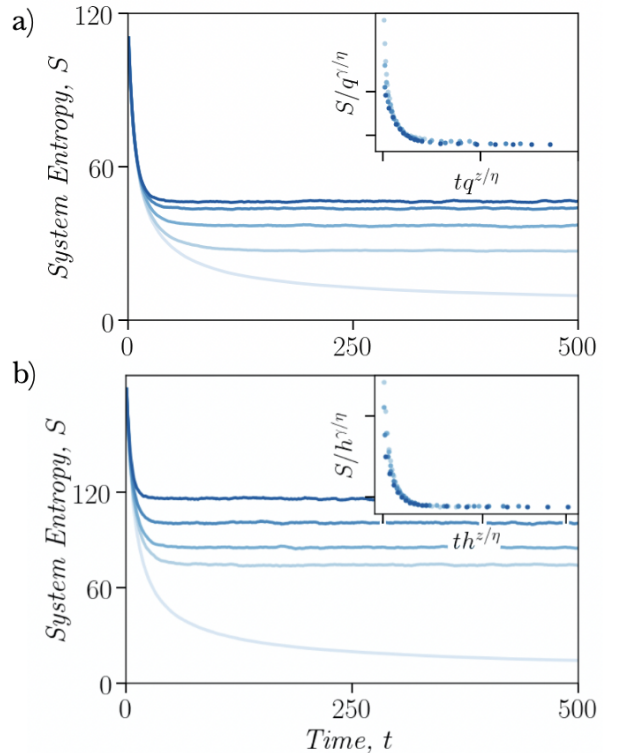 a)
System Entropy, S
120
60
0
0
250
500
S/q^{γ/η}
tq^{z/η}
b)
System Entropy, S
120
60
0
0
250
500
S/h^{γ/η}
th^{z/η}
Time, t